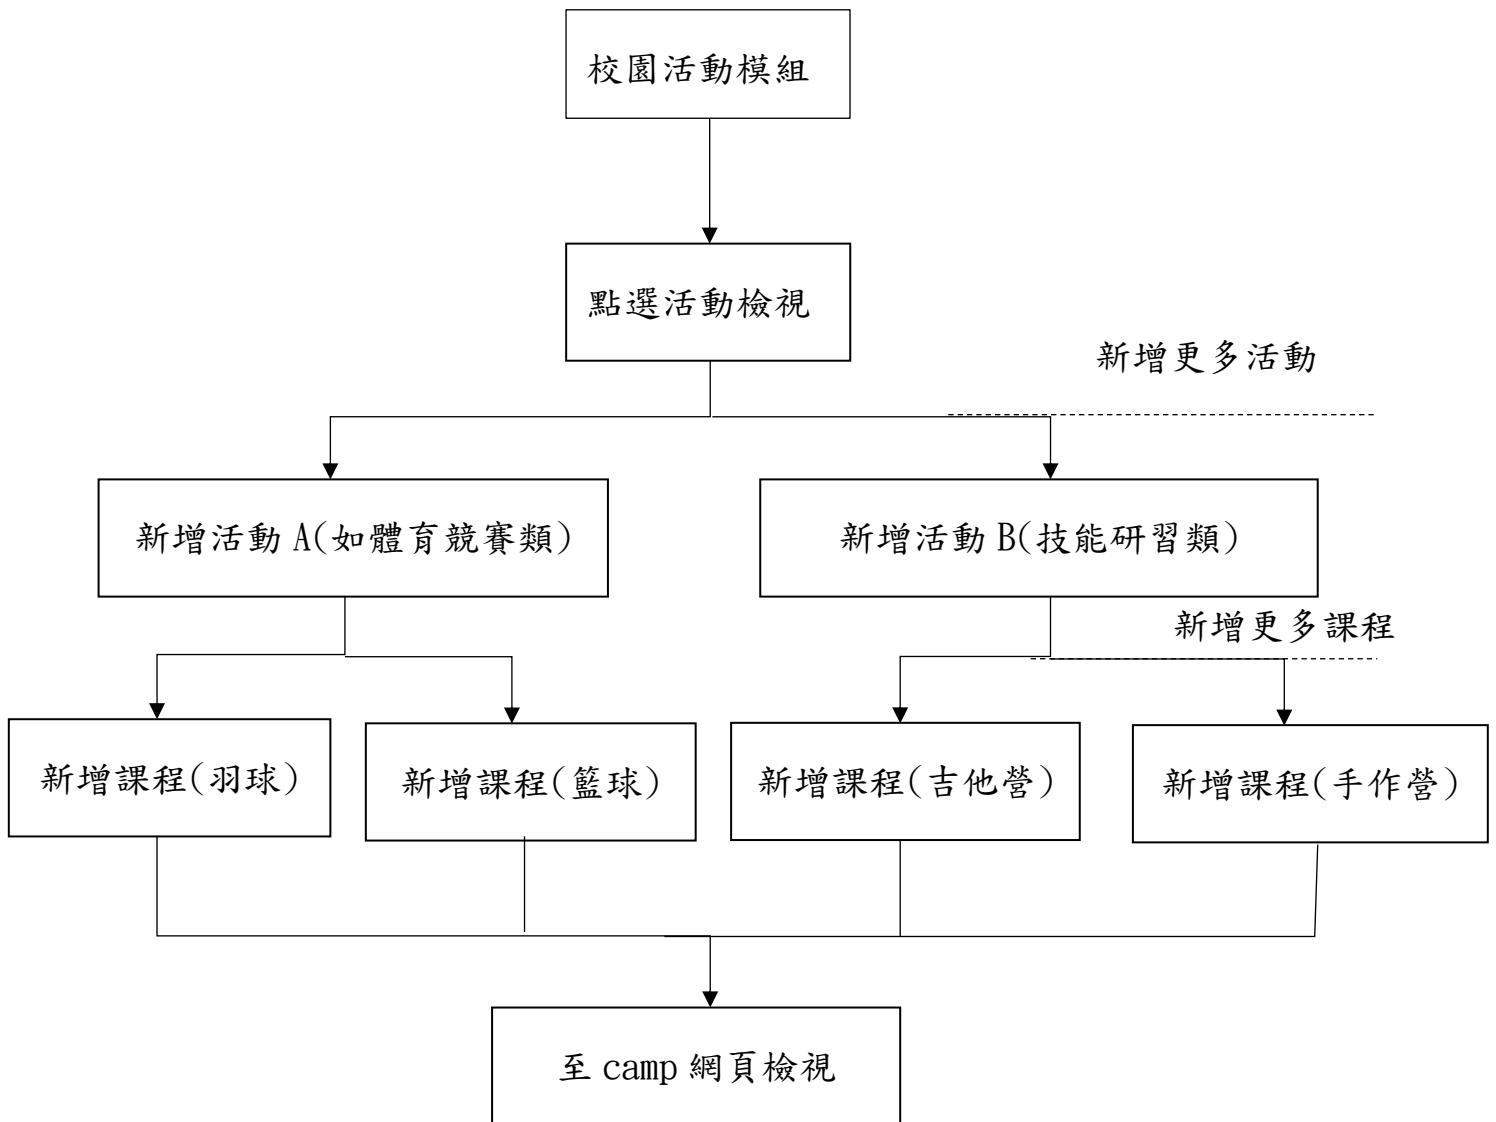 校園活動模組
點選活動檢視
新增更多活動
新增活動 A(如體育競賽類)
新增活動 B(技能研習類)
新增更多課程
新增課程(羽球)
新增課程(籃球)
新增課程(吉他營)
新增課程(手作營)
至 camp 網頁檢視